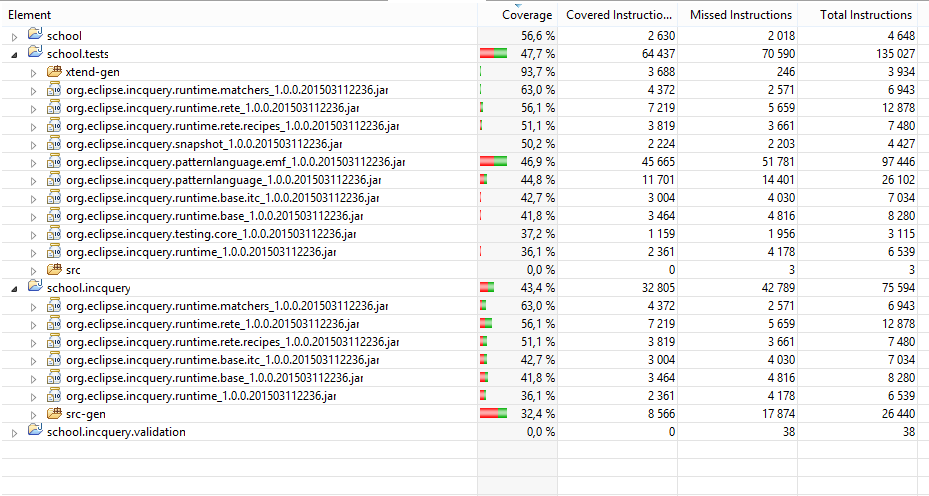 Element Coverage Covered Instructio... Missed Instructions Total Instructions
school 56,6 % 2 630 2 018 4 648
school.tests 47,7 % 64 437 70 590 135 027
xtend-gen 93,7 % 3 688 246 3 934
org.eclipse.incquery.runtime.matchers_1.0.0.201503112236.jar 63,0 % 4 372 2 571 6 943
org.eclipse.incquery.runtime.rete_1.0.0.201503112236.jar 56,1 % 7 219 5 659 12 878
org.eclipse.incquery.runtime.rete.recipes_1.0.0.201503112236.jar 51,1 % 3 819 3 661 7 480
org.eclipse.incquery.snapshot_1.0.0.201503112236.jar 50,2 % 2 224 2 203 4 427
org.eclipse.incquery.patternlanguage.emf_1.0.0.201503112236.jar 46,9 % 45 665 51 781 97 446
org.eclipse.incquery.patternlanguage_1.0.0.201503112236.jar 44,8 % 11 701 14 401 26 102
org.eclipse.incquery.runtime.base.itc_1.0.0.201503112236.jar 42,7 % 3 004 4 030 7 034
org.eclipse.incquery.runtime.base_1.0.0.201503112236.jar 41,8 % 3 464 4 816 8 280
org.eclipse.incquery.testing.core_1.0.0.201503112236.jar 37,2 % 1 159 1 956 3 115
org.eclipse.incquery.runtime_1.0.0.201503112236.jar 36,1 % 2 361 4 178 6 539
src 0,0 % 0 3 3
school.incquery 43,4 % 32 805 42 789 75 594
org.eclipse.incquery.runtime.matchers_1.0.0.201503112236.jar 63,0 % 4 372 2 571 6 943
org.eclipse.incquery.runtime.rete_1.0.0.201503112236.jar 56,1 % 7 219 5 659 12 878
org.eclipse.incquery.runtime.rete.recipes_1.0.0.201503112236.jar 51,1 % 3 819 3 661 7 480
org.eclipse.incquery.runtime.base.itc_1.0.0.201503112236.jar 42,7 % 3 004 4 030 7 034
org.eclipse.incquery.runtime.base_1.0.0.201503112236.jar 41,8 % 3 464 4 816 8 280
org.eclipse.incquery.runtime_1.0.0.201503112236.jar 36,1 % 2 361 4 178 6 539
src-gen 32,4 % 8 566 17 874 26 440
school.incquery.validation 0,0 % 0 38 38